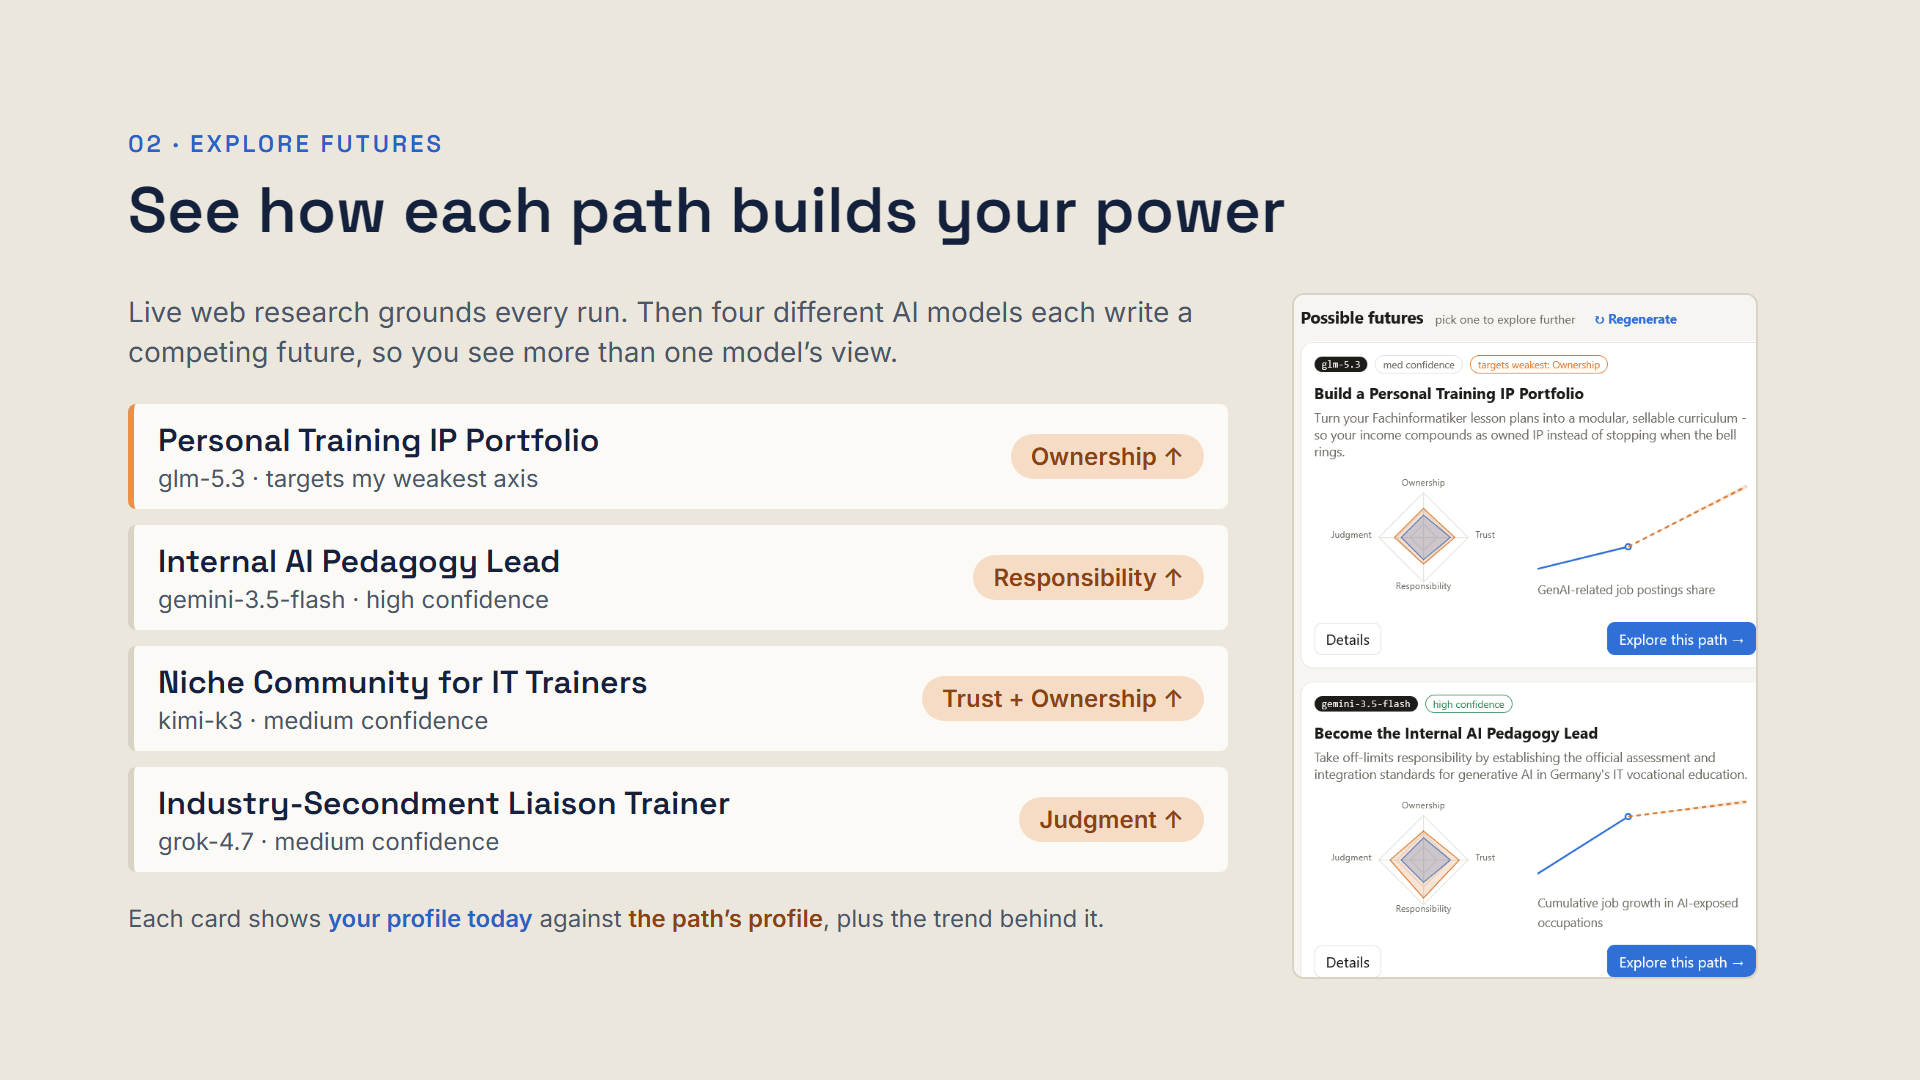 02 · EXPLORE FUTURES
See how each path builds your power
Live web research grounds every run. Then four different AI models each write a
competing future, so you see more than one model’s view.
Personal Training IP Portfolio
glm-5.3 · targets my weakest axis
Ownership ↑
Internal AI Pedagogy Lead
gemini-3.5-flash · high confidence
Responsibility ↑
Niche Community for IT Trainers
kimi-k3 · medium confidence
Trust + Ownership ↑
Industry-Secondment Liaison Trainer
grok-4.7 · medium confidence
Judgment ↑
Each card shows your profile today against the path’s profile, plus the trend behind it.
Possible futures pick one to explore further ↻ Regenerate
glm-5.3 med confidence targets weakest: Ownership
Build a Personal Training IP Portfolio
Turn your Fachinformatiker lesson plans into a modular, sellable curriculum -
so your income compounds as owned IP instead of stopping when the bell
rings.
Ownership
Judgment
Trust
Responsibility
GenAI-related job postings share
Details
Explore this path →
gemini-3.5-flash high confidence
Become the Internal AI Pedagogy Lead
Take off-limits responsibility by establishing the official assessment and
integration standards for generative AI in Germany's IT vocational education.
Ownership
Judgment
Trust
Responsibility
Cumulative job growth in AI-exposed
occupations
Details
Explore this path →